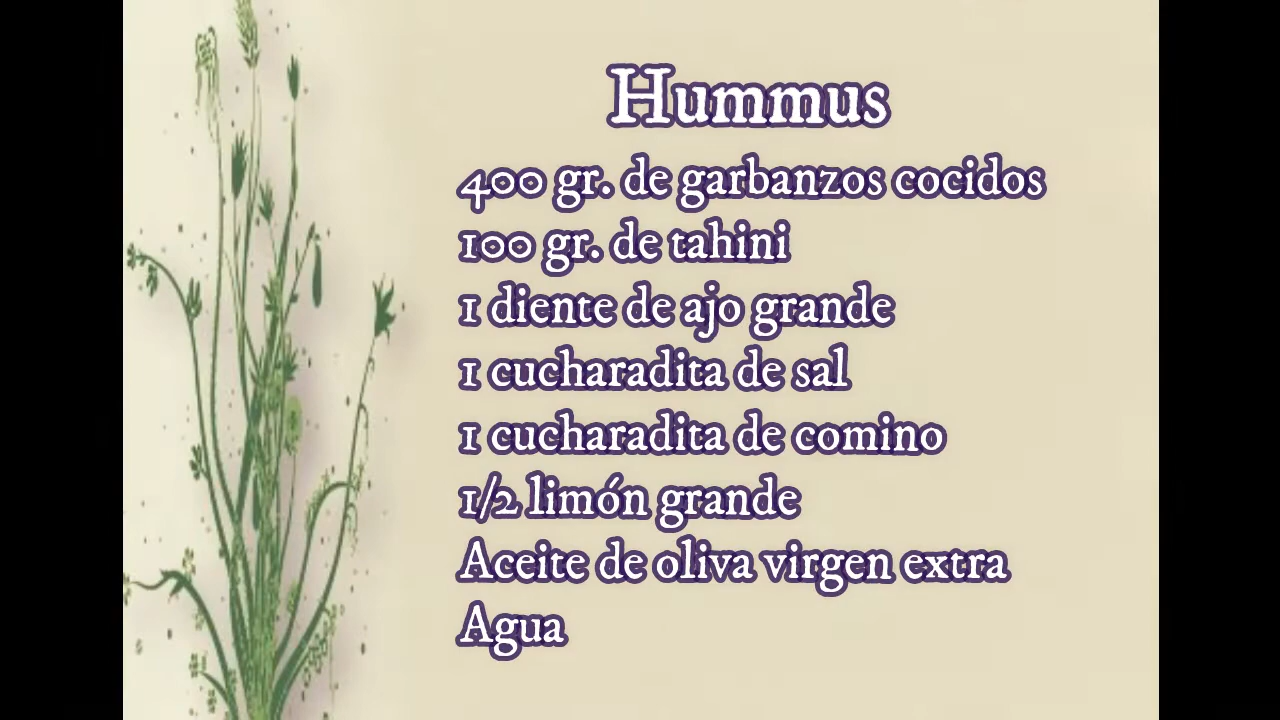 Hummus
400 gr. de garbanzos cocidos
100 gr. de tahini
1 diente de ajo grande
1 cucharadita de sal
1 cucharadita de comino
1/2 limón grande
Aceite de oliva virgen extra
Agua